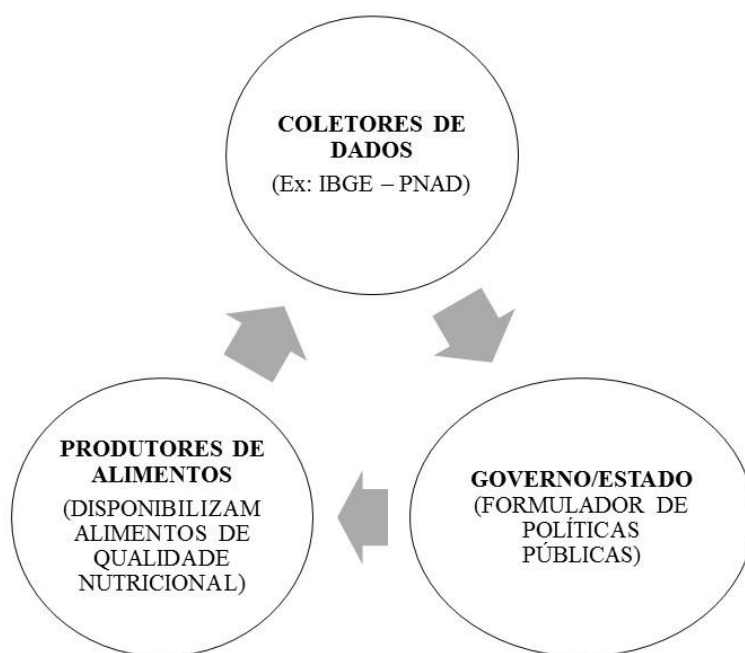 COLETORES DE
DADOS
(Ex: IBGE – PNAD)
PRODUTORES DE
ALIMENTOS
(DISPONIBILIZAM
ALIMENTOS DE
QUALIDADE
NUTRICIONAL)
GOVERNO/ESTADO
(FORMULADOR DE
POLÍTICAS
PÚBLICAS)